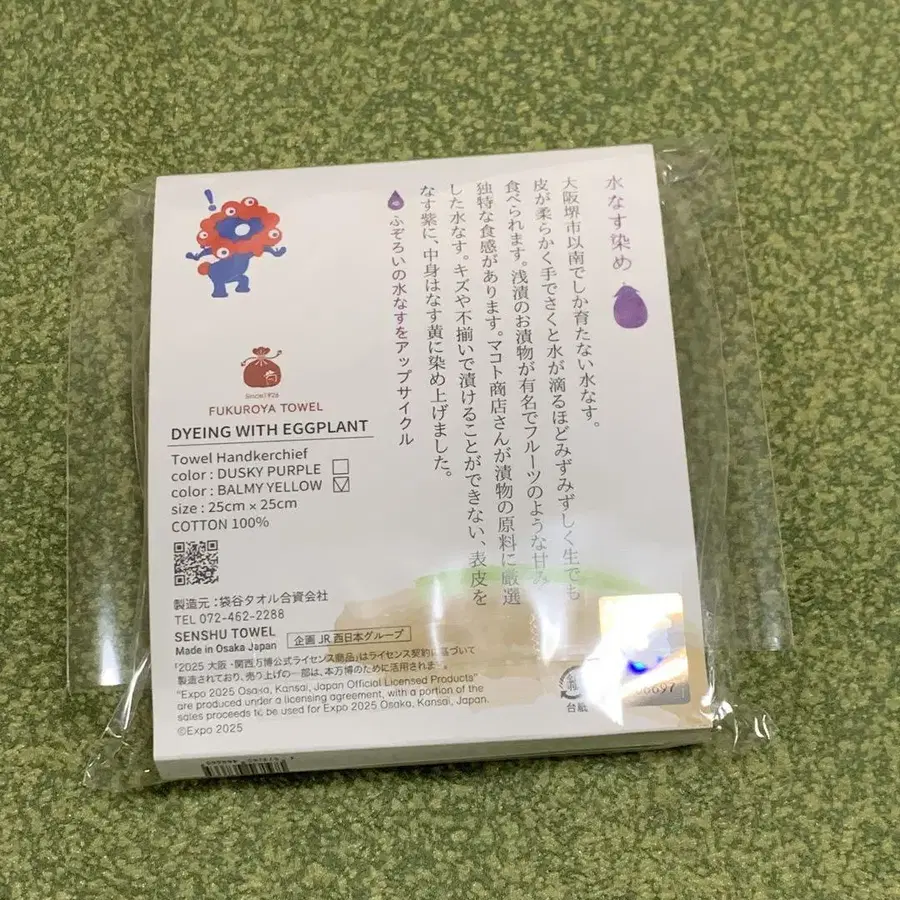 水なす染め
大阪堺市以南でしか育たない水なす。
皮が柔らかく手でさくと水が滴るほどみずみずしく生でも
食べられます。浅漬のお漬物が有名でフルーツのような甘み
独特な食感があります。マコト商店さんが漬物の原料に厳選
した水なす。キズや不揃いで漬けることができない、表皮を
なす紫に、中身はなす黄に染め上げました。
ふぞろいの水なすをアップサイクル
!
Since1926
FUKUROYA TOWEL
DYEING WITH EGGPLANT
Towel Handkerchief
color : DUSKY PURPLE
color : BALMY YELLOW
size : 25cm × 25cm
COTTON 100%
製造元:袋谷タオル合資会社
TEL 072-462-2288
SENSHU TOWEL
Made in Osaka Japan
企画 JR 西日本グループ
「2025 大阪・関西万博公式ライセンス商品」はライセンス契約に基づいて
製造されており、売り上げの一部は、本万博のために活用されます。
"Expo 2025 Osaka, Kansai, Japan Official Licensed Products"
are produced under a licensing agreement, with a portion of the
sales proceeds to be used for Expo 2025 Osaka, Kansai, Japan.
©Expo 2025
台紙